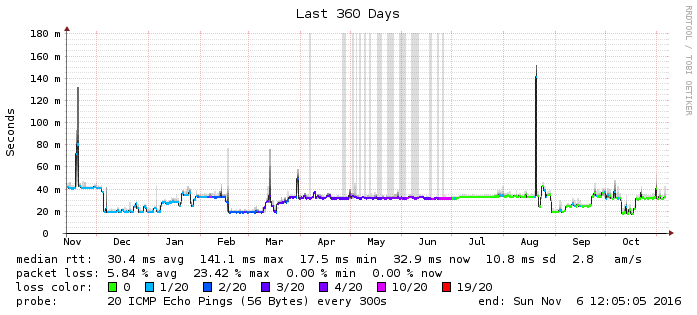 Last 360 Days
RRDTOOL / TOBI OETIKER
Seconds
180 m
160 m
140 m
120 m
100 m
80 m
60 m
40 m
20 m
0
Nov Dec Jan Feb Mar Apr May Jun Jul Aug Sep Oct
median rtt: 30.4 ms avg 141.1 ms max 17.5 ms min 32.9 ms now 10.8 ms sd 2.8 am/s
packet loss: 5.84 % avg 23.42 % max 0.00 % min 0.00 % now
loss color: 0 1/20 2/20 3/20 4/20 10/20 19/20
probe: 20 ICMP Echo Pings (56 Bytes) every 300s end: Sun Nov 6 12:05:05 2016